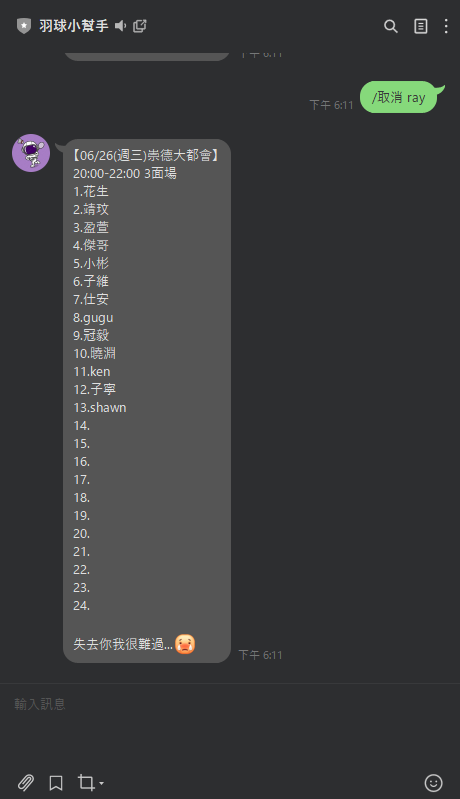 羽球小幫手
下午 6:11
/取消 ray
下午 6:11
【06/26(週三)崇德大都會】
20:00-22:00 3面場
1.花生
2.靖玟
3.盈萱
4.傑哥
5.小彬
6.子維
7.仕安
8.gugu
9.冠毅
10.曉淵
11.ken
12.子寧
13.shawn
14.
15.
16.
17.
18.
19.
20.
21.
22.
23.
24.
失去你我很難過...
下午 6:11
輸入訊息